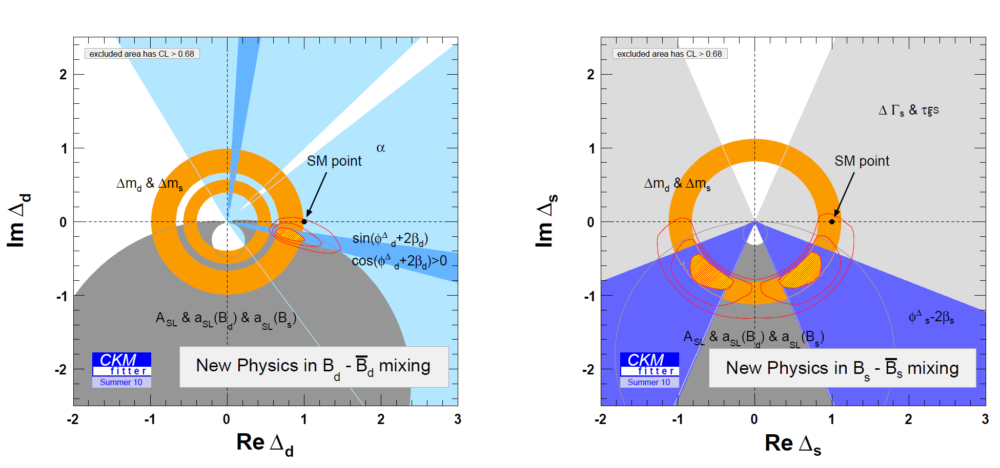 excluded area has CL > 0.68
2
1
0
-1
-2
Im Δd
α
SM point
Δmd & Δms
sin(ϕΔd+2βd)
cos(ϕΔd+2βd)>0
ASL & aSL(Bd) & aSL(Bs)
CKM
fitter
Summer 10
New Physics in Bd - B̅d mixing
-2 -1 0 1 2 3
Re Δd
excluded area has CL > 0.68
2
1
0
-1
-2
Im Δs
Δ Γs & τsFS
SM point
Δmd & Δms
ϕΔs-2βs
ASL & aSL(Bd) & aSL(Bs)
CKM
fitter
Summer 10
New Physics in Bs - B̅s mixing
-2 -1 0 1 2 3
Re Δs